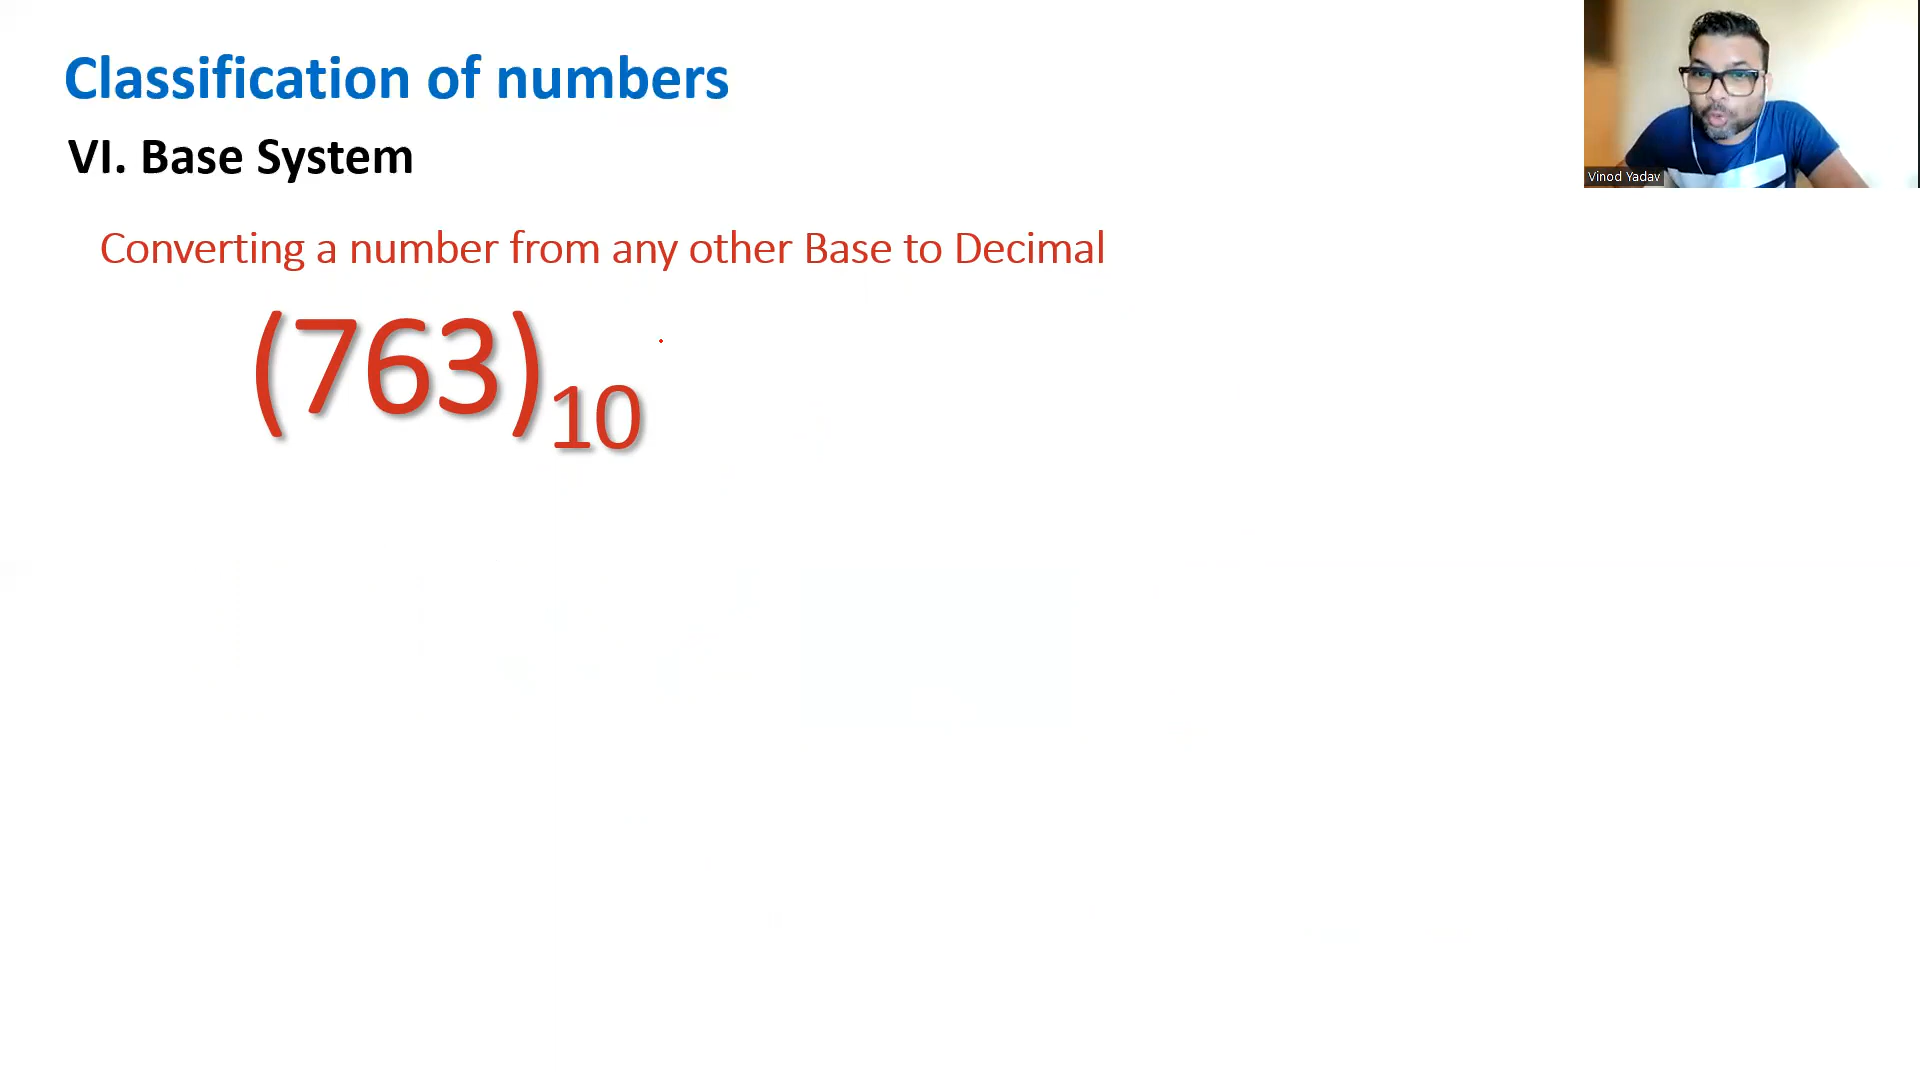 Classification of numbers
VI. Base System
Converting a number from any other Base to Decimal
(763)10
Vinod Yadav